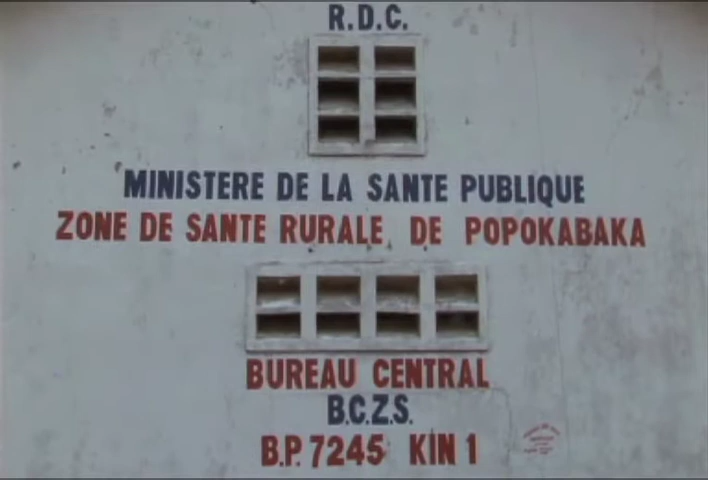 R.D.C.
MINISTERE DE LA SANTE PUBLIQUE
ZONE DE SANTE RURALE DE POPOKABAKA
BUREAU CENTRAL
B.C.Z.S.
B.P. 7245 KIN 1